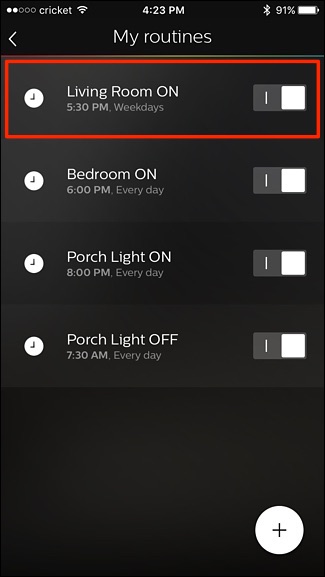 cricket 4:23 PM 91%
My routines
Living Room ON
5:30 PM, Weekdays
Bedroom ON
6:00 PM, Every day
Porch Light ON
8:00 PM, Every day
Porch Light OFF
7:30 AM, Every day